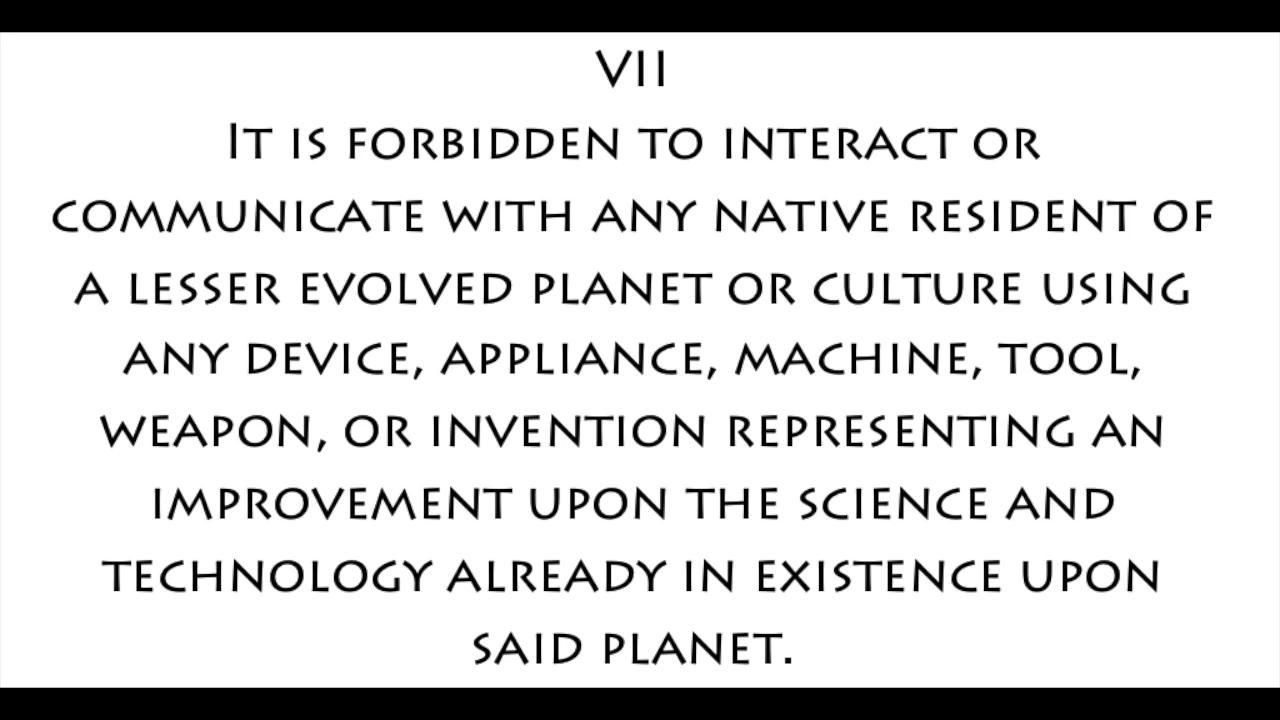 VII
It is forbidden to interact or
communicate with any native resident of
a lesser evolved planet or culture using
any device, appliance, machine, tool,
weapon, or invention representing an
improvement upon the science and
technology already in existence upon
said planet.